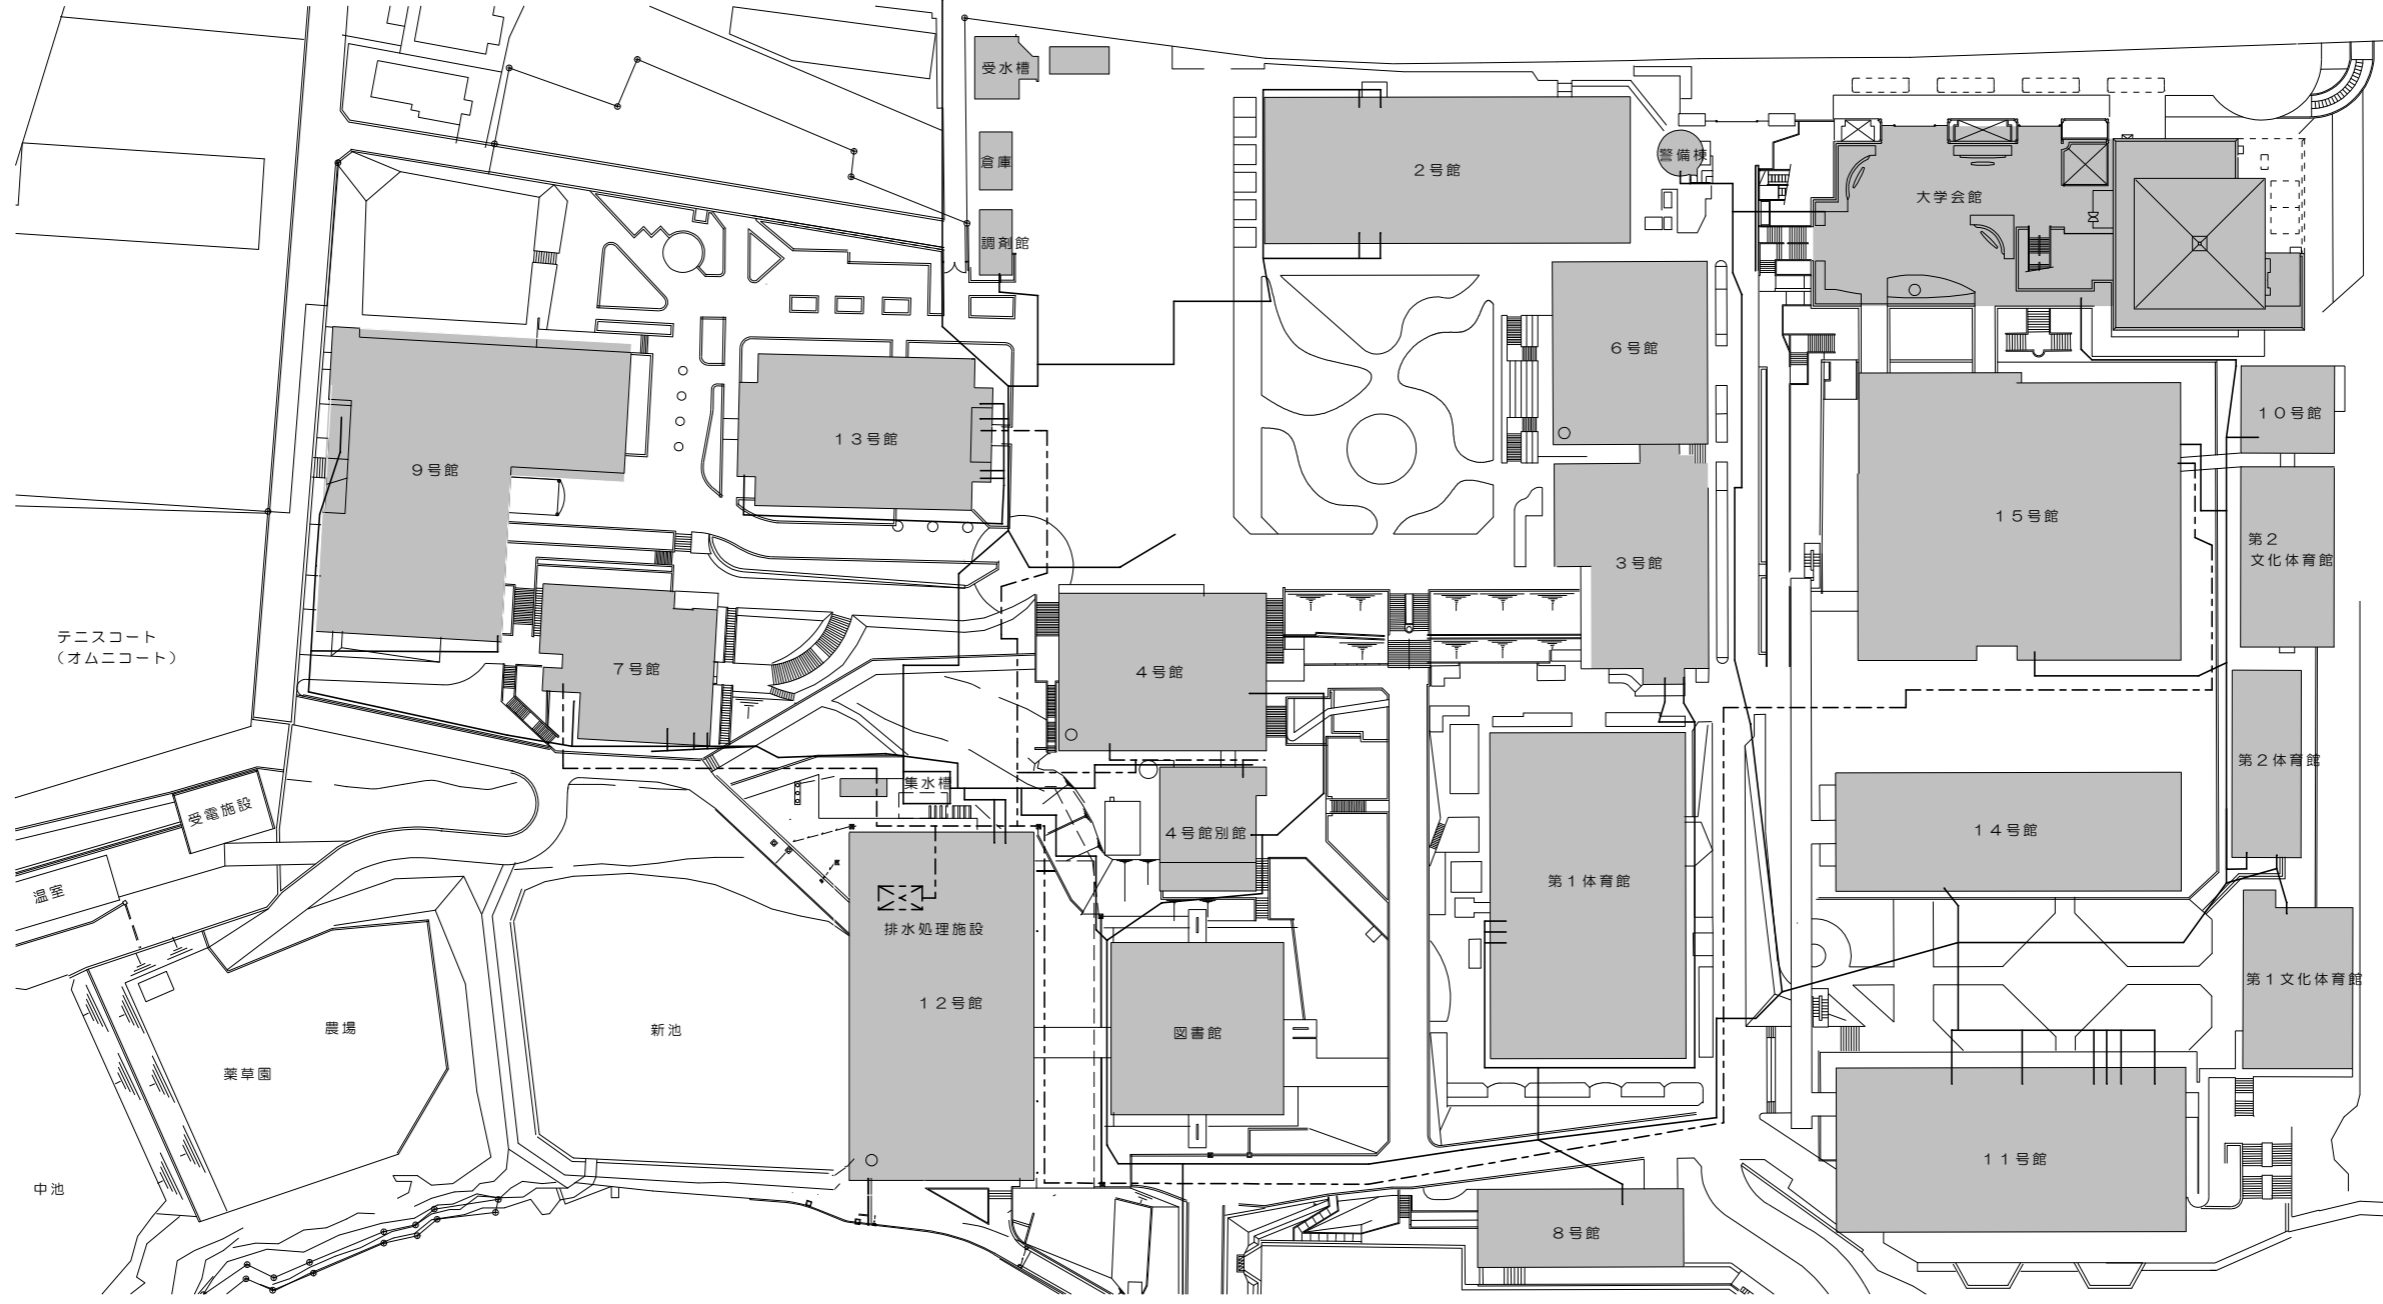 受水槽
倉庫
調剤館
2号館
警備棟
大学会館
6号館
13号館
9号館
10号館
15号館
第2
文化体育館
3号館
テニスコート
(オムニコート)
7号館
4号館
第2体育館
集水槽
受電施設
4号館別館
14号館
第1体育館
温室
排水処理施設
第1文化体育館
12号館
農場
新池
図書館
薬草園
11号館
中池
8号館